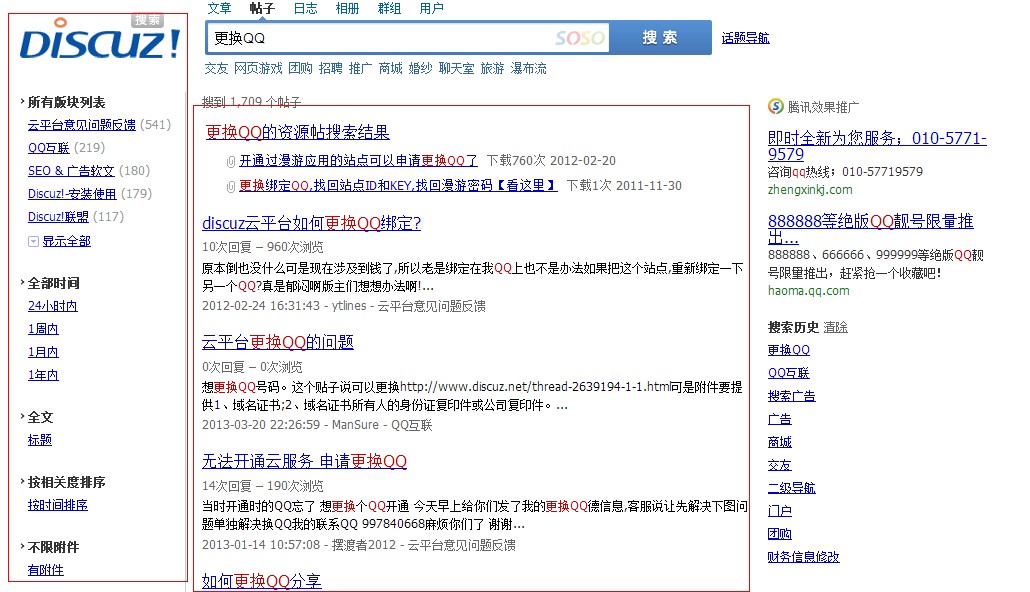 搜索
DISCUZ!
文章 帖子 日志 相册 群组 用户
更换QQ SOSO 搜 索 话题导航
交友 网页游戏 团购 招聘 推广 商城 婚纱 聊天室 旅游 瀑布流
所有版块列表
云平台意见问题反馈 (541)
QQ互联 (219)
SEO & 广告软文 (180)
Discuz!-安装使用 (179)
Discuz!联盟 (117)
显示全部
全部时间
24小时内
1周内
1月内
1年内
全文
标题
按相关度排序
按时间排序
不限附件
有附件
搜到 1,709 个帖子
更换QQ的资源帖搜索结果
开通过漫游应用的站点可以申请更换QQ了 下载760次 2012-02-20
更换绑定QQ,找回站点ID和KEY,找回漫游密码【看这里】 下载1次 2011-11-30
discuz云平台如何更换QQ绑定?
10次回复 – 960次浏览
原本倒也没什么可是现在涉及到钱了,所以老是绑定在我QQ上也不是办法如果把这个站点,重新绑定一下
另一个QQ?真是郁闷啊版主们想想办法啊!...
2012-02-24 16:31:43 - ytlines - 云平台意见问题反馈
云平台更换QQ的问题
0次回复 – 0次浏览
想更换QQ号码。这个贴子说可以更换http://www.discuz.net/thread-2639194-1-1.html可是附件要提
供1、域名证书;2、域名证书所有人的身份证复印件或公司复印件。...
2013-03-20 22:26:59 - ManSure - QQ互联
无法开通云服务 申请更换QQ
14次回复 – 190次浏览
当时开通时的QQ忘了 想更换个QQ开通 今天早上给你们发了我的更换QQ德信息,客服说让先解决下图问
题单独解决换QQ我的联系QQ 997840668麻烦你们了 谢谢...
2013-01-14 10:57:08 - 摆渡者2012 - 云平台意见问题反馈
如何更换QQ分享
腾讯效果推广
即时全新为您服务；010-5771-
9579
咨询qq热线：010-57719579
zhengxinkj.com
888888等绝版QQ靓号限量推
出...
888888、666666、999999等绝版QQ靓
号限量推出，赶紧抢一个收藏吧!
haoma.qq.com
搜索历史 清除
更换QQ
QQ互联
搜索广告
广告
商城
交友
二级导航
门户
团购
财务信息修改